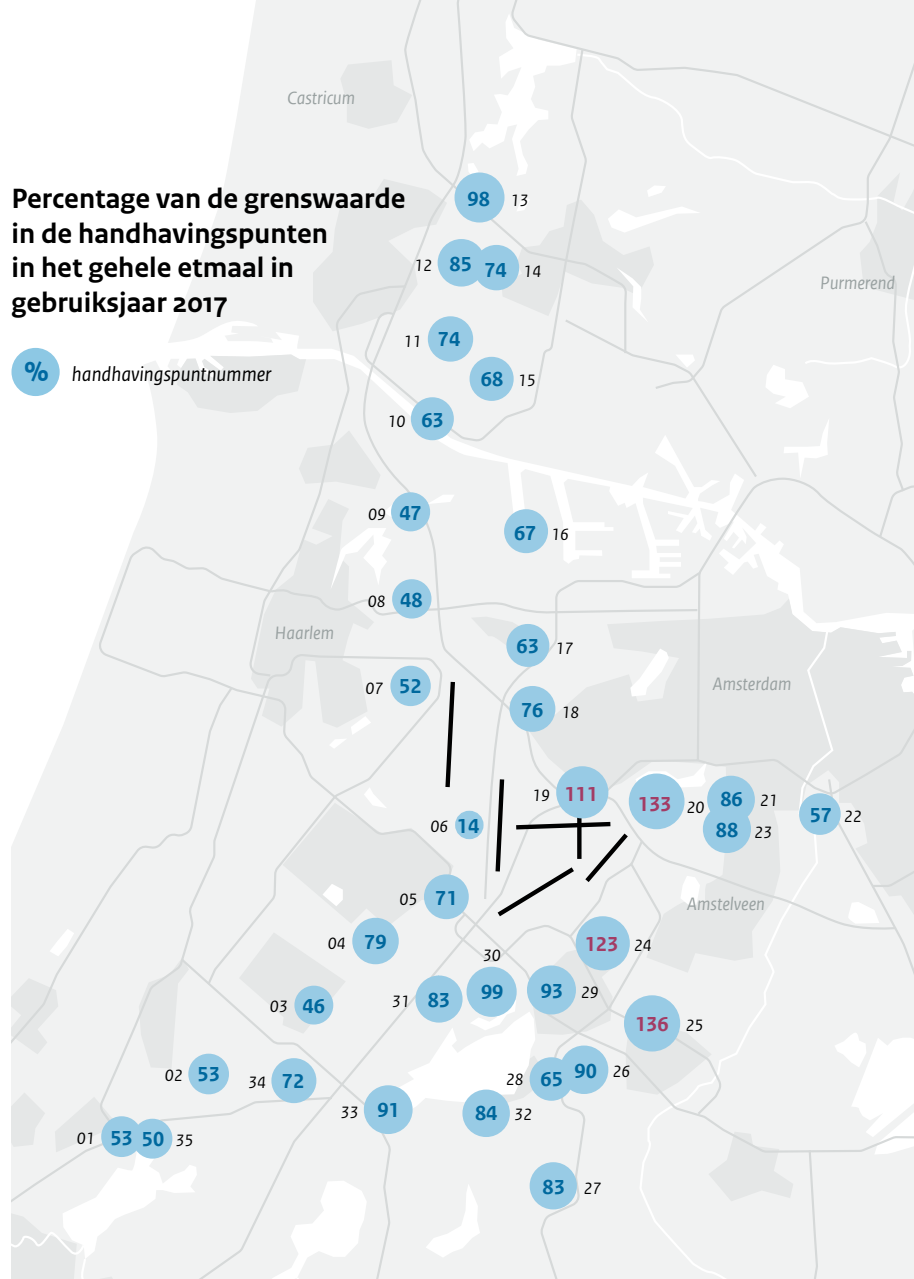 Castricum
Percentage van de grenswaarde
in de handhavingspunten
in het gehele etmaal in
gebruiksjaar 2017
% handhavingspuntnummer
98 13
12 85 74 14
Purmerend
11 74
68 15
10 63
09 47
67 16
08 48
Haarlem
63 17
07 52
Amsterdam
76 18
19 111
133 20
86 21
57 22
06 14
88 23
05 71
Amstelveen
04 79
123 24
30
99
31 83
93 29
03 46
136 25
02 53
34 72
28 65
90 26
33 91
84 32
01 53 50 35
83 27